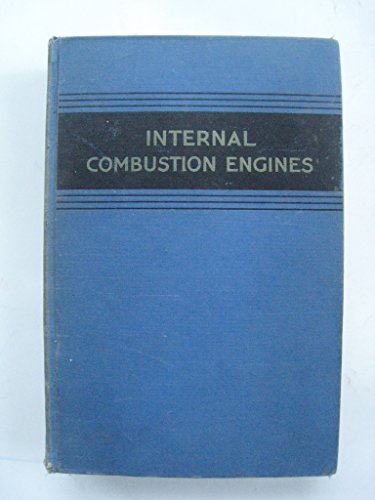 INTERNAL
COMBUSTION ENGINES